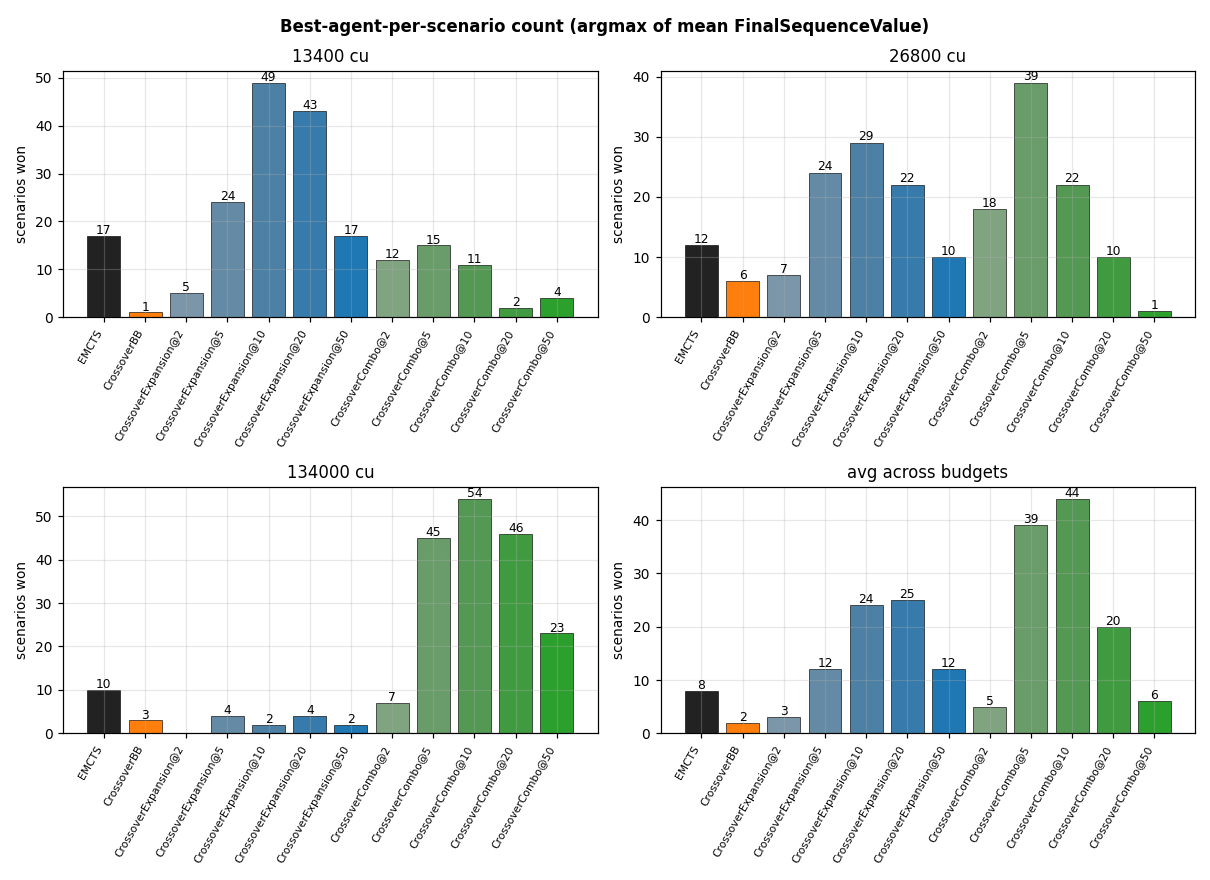 Best-agent-per-scenario count (argmax of mean FinalSequenceValue)
13400 cu
scenarios won
50
40
30
20
10
0
17
1
5
24
49
43
17
12
15
11
2
4
EMCTS
CrossoverBB
CrossoverExpansion@2
CrossoverExpansion@5
CrossoverExpansion@10
CrossoverExpansion@20
CrossoverExpansion@50
CrossoverCombo@2
CrossoverCombo@5
CrossoverCombo@10
CrossoverCombo@20
CrossoverCombo@50
26800 cu
scenarios won
40
30
20
10
0
12
6
7
24
29
22
10
18
39
22
10
1
EMCTS
CrossoverBB
CrossoverExpansion@2
CrossoverExpansion@5
CrossoverExpansion@10
CrossoverExpansion@20
CrossoverExpansion@50
CrossoverCombo@2
CrossoverCombo@5
CrossoverCombo@10
CrossoverCombo@20
CrossoverCombo@50
134000 cu
scenarios won
50
40
30
20
10
0
10
3
4
2
4
2
7
45
54
46
23
EMCTS
CrossoverBB
CrossoverExpansion@2
CrossoverExpansion@5
CrossoverExpansion@10
CrossoverExpansion@20
CrossoverExpansion@50
CrossoverCombo@2
CrossoverCombo@5
CrossoverCombo@10
CrossoverCombo@20
CrossoverCombo@50
avg across budgets
scenarios won
40
30
20
10
0
8
2
3
12
24
25
12
5
39
44
20
6
EMCTS
CrossoverBB
CrossoverExpansion@2
CrossoverExpansion@5
CrossoverExpansion@10
CrossoverExpansion@20
CrossoverExpansion@50
CrossoverCombo@2
CrossoverCombo@5
CrossoverCombo@10
CrossoverCombo@20
CrossoverCombo@50